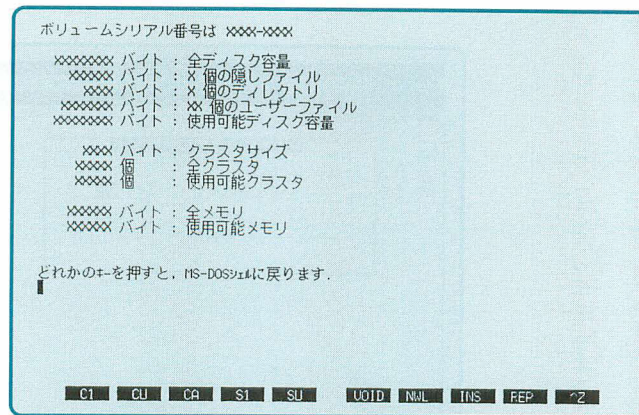 ボリュームシリアル番号は XXXX-XXXX
XXXXXXXX バイト : 全ディスク容量
XXXXXX バイト : X 個の隠しファイル
XXXX バイト : X 個のディレクトリ
XXXXXXX バイト : XX 個のユーザーファイル
XXXXXXXX バイト : 使用可能ディスク容量
XXXX バイト : クラスタサイズ
XXXXX 個 : 全クラスタ
XXXXX 個 : 使用可能クラスタ
XXXXXX バイト : 全メモリ
XXXXXX バイト : 使用可能メモリ
どれかのキーを押すと, MS-DOSシェルに戻ります.
C1 CU CA S1 SU VOID NWL INS REP ^Z